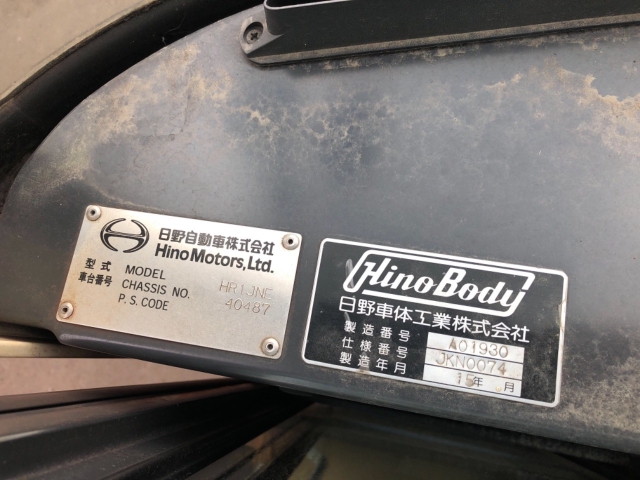 日野自動車株式会社
Hino Motors, Ltd.
型式 MODEL HR1JNE
車台番号 CHASSIS NO. 40487
P. S. CODE
HinoBody
日野車体工業株式会社
製造番号 A01930
仕様番号 JKN0074
製造年月 15年 月